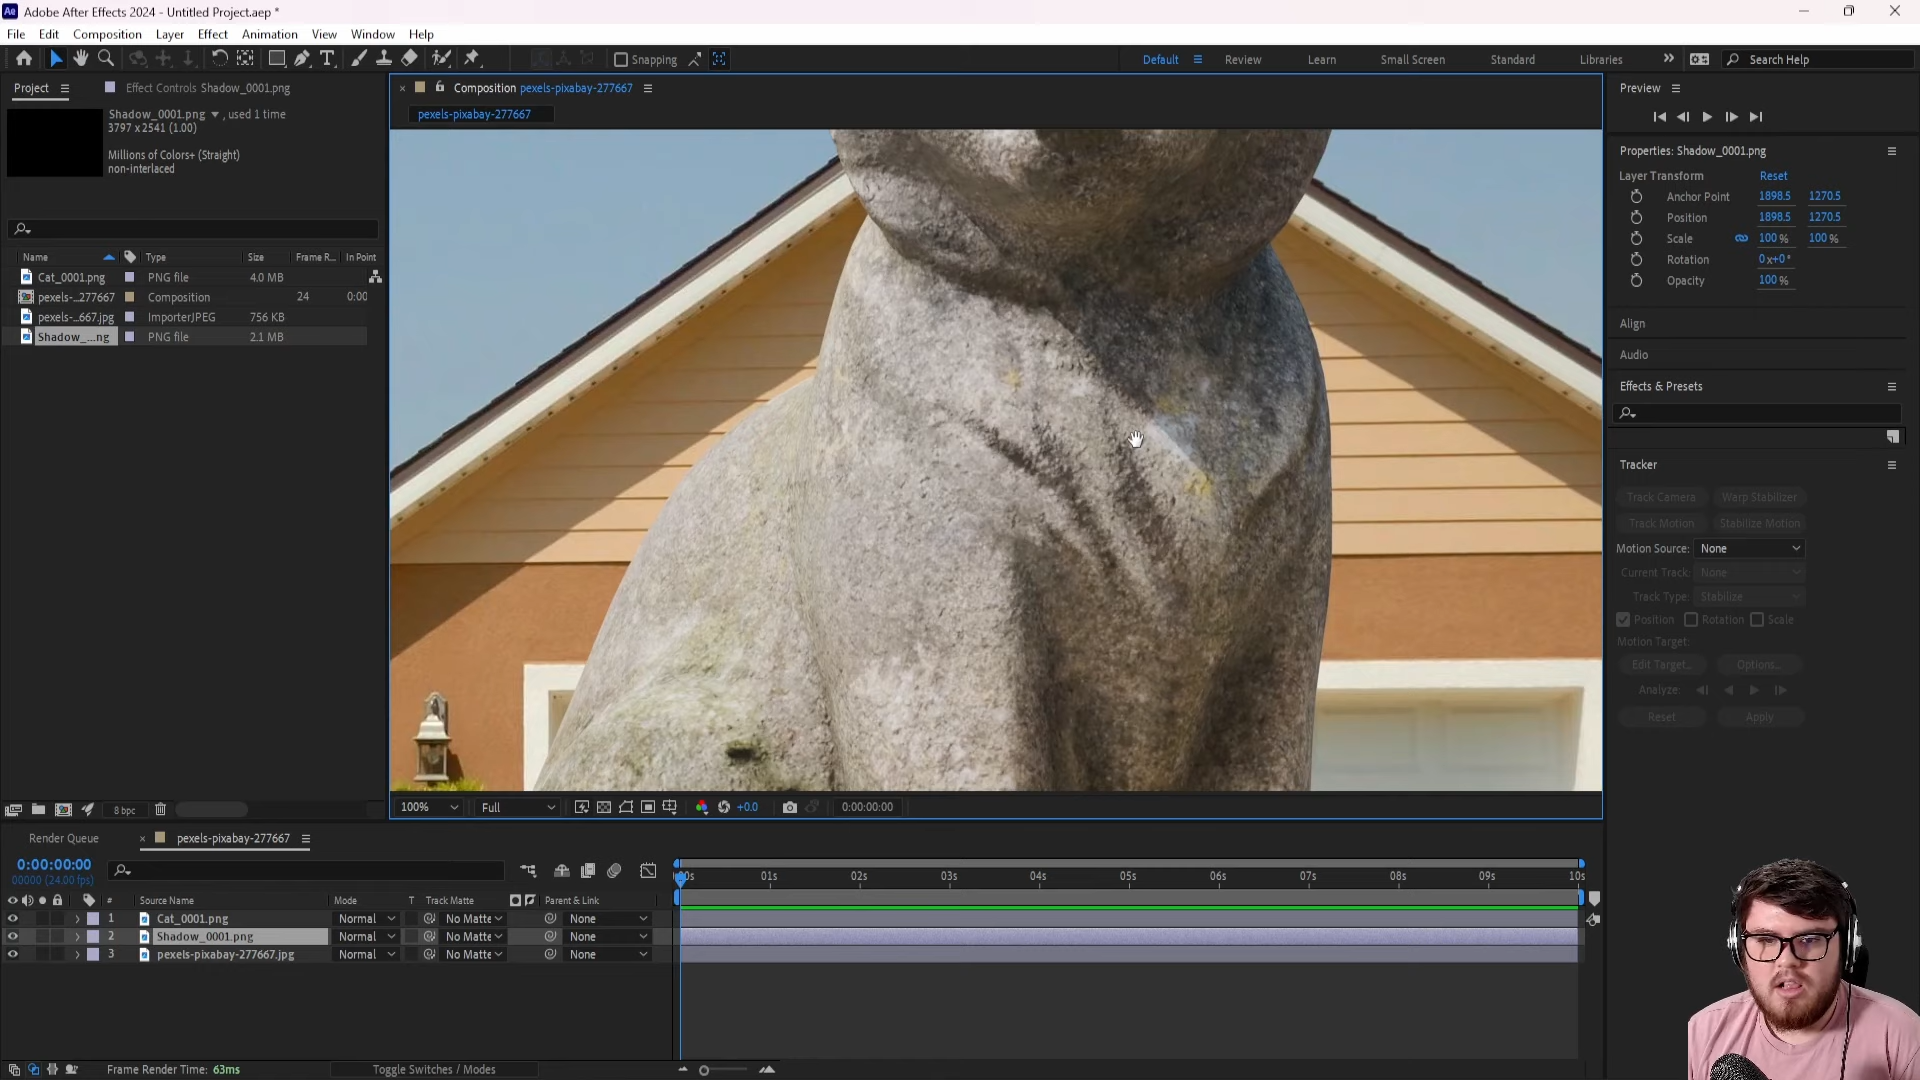 Adobe After Effects 2024 - Untitled Project.aep *
File Edit Composition Layer Effect Animation View Window Help
Snapping
Default Review Learn Small Screen Standard Libraries Search Help
Project Effect Controls Shadow_0001.png
Shadow_0001.png , used 1 time
3797 x 2541 (1.00)
Millions of Colors+ (Straight)
non-interlaced
Name Type Size Frame R... In Point
Cat_0001.png PNG file 4.0 MB
pexels-...277667 Composition 24 0:00
pexels-...667.jpg ImporterJPEG 756 KB
Shadow_...ng PNG file 2.1 MB
8 bpc
Composition pexels-pixabay-277667
pexels-pixabay-277667
100% Full +0.0 0:00:00:00
Preview
Properties: Shadow_0001.png
Layer Transform Reset
Anchor Point 1898.5 1270.5
Position 1898.5 1270.5
Scale 100 % 100 %
Rotation 0 x+0 °
Opacity 100 %
Align
Audio
Effects & Presets
Tracker
Track Camera Warp Stabilizer
Track Motion Stabilize Motion
Motion Source: None
Current Track: None
Track Type: Stabilize
Position Rotation Scale
Motion Target:
Edit Target... Options...
Analyze:
Reset Apply
Render Queue pexels-pixabay-277667
0:00:00:00
00000 (24.00 fps)
00s 01s 02s 03s 04s 05s 06s 07s 08s 09s 10s
# Source Name Mode T Track Matte Parent & Link
1 Cat_0001.png Normal No Matte None
2 Shadow_0001.png Normal No Matte None
3 pexels-pixabay-277667.jpg Normal No Matte None
Frame Render Time: 63ms Toggle Switches / Modes